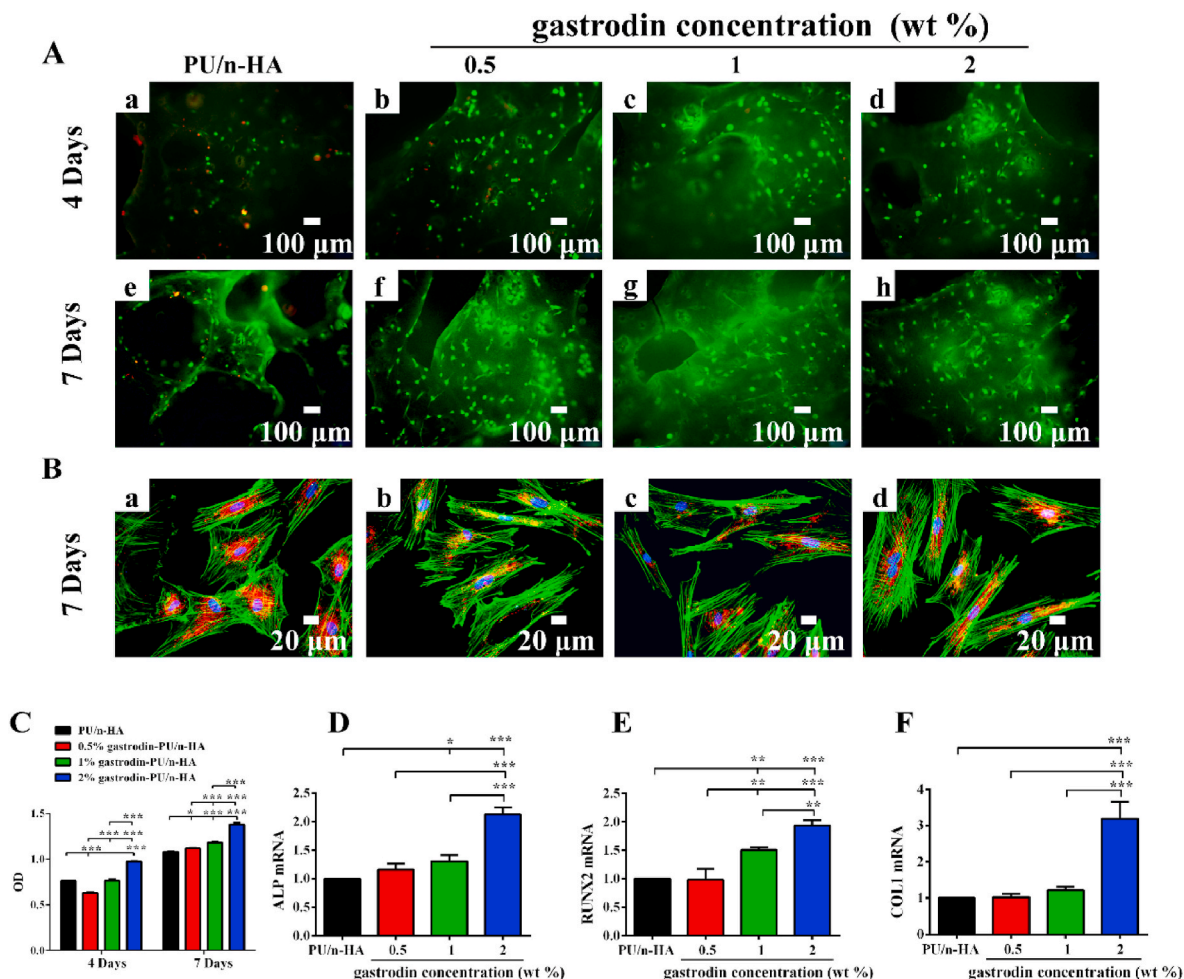 gastrodin concentration (wt %)
A
PU/n-HA 0.5 1 2
4 Days
a b c d
100 µm 100 µm 100 µm 100 µm
7 Days
e f g h
100 µm 100 µm 100 µm 100 µm
B
7 Days
a b c d
20 µm 20 µm 20 µm 20 µm
C
PU/n-HA
0.5% gastrodin-PU/n-HA
1% gastrodin-PU/n-HA
2% gastrodin-PU/n-HA
***
*** ***
*** * *** ***
***
*** ***
*** ***
OD
1.5
1.0
0.5
0.0
4 Days 7 Days
D
* ***
***
***
ALP mRNA
2.5
2.0
1.5
1.0
0.5
0.0
PU/n-HA 0.5 1 2
gastrodin concentration (wt %)
E
** ***
** ***
**
RUNX2 mRNA
2.5
2.0
1.5
1.0
0.5
0.0
PU/n-HA 0.5 1 2
gastrodin concentration (wt %)
F
***
***
***
COL1 mRNA
4
3
2
1
0
PU/n-HA 0.5 1 2
gastrodin concentration (wt %)